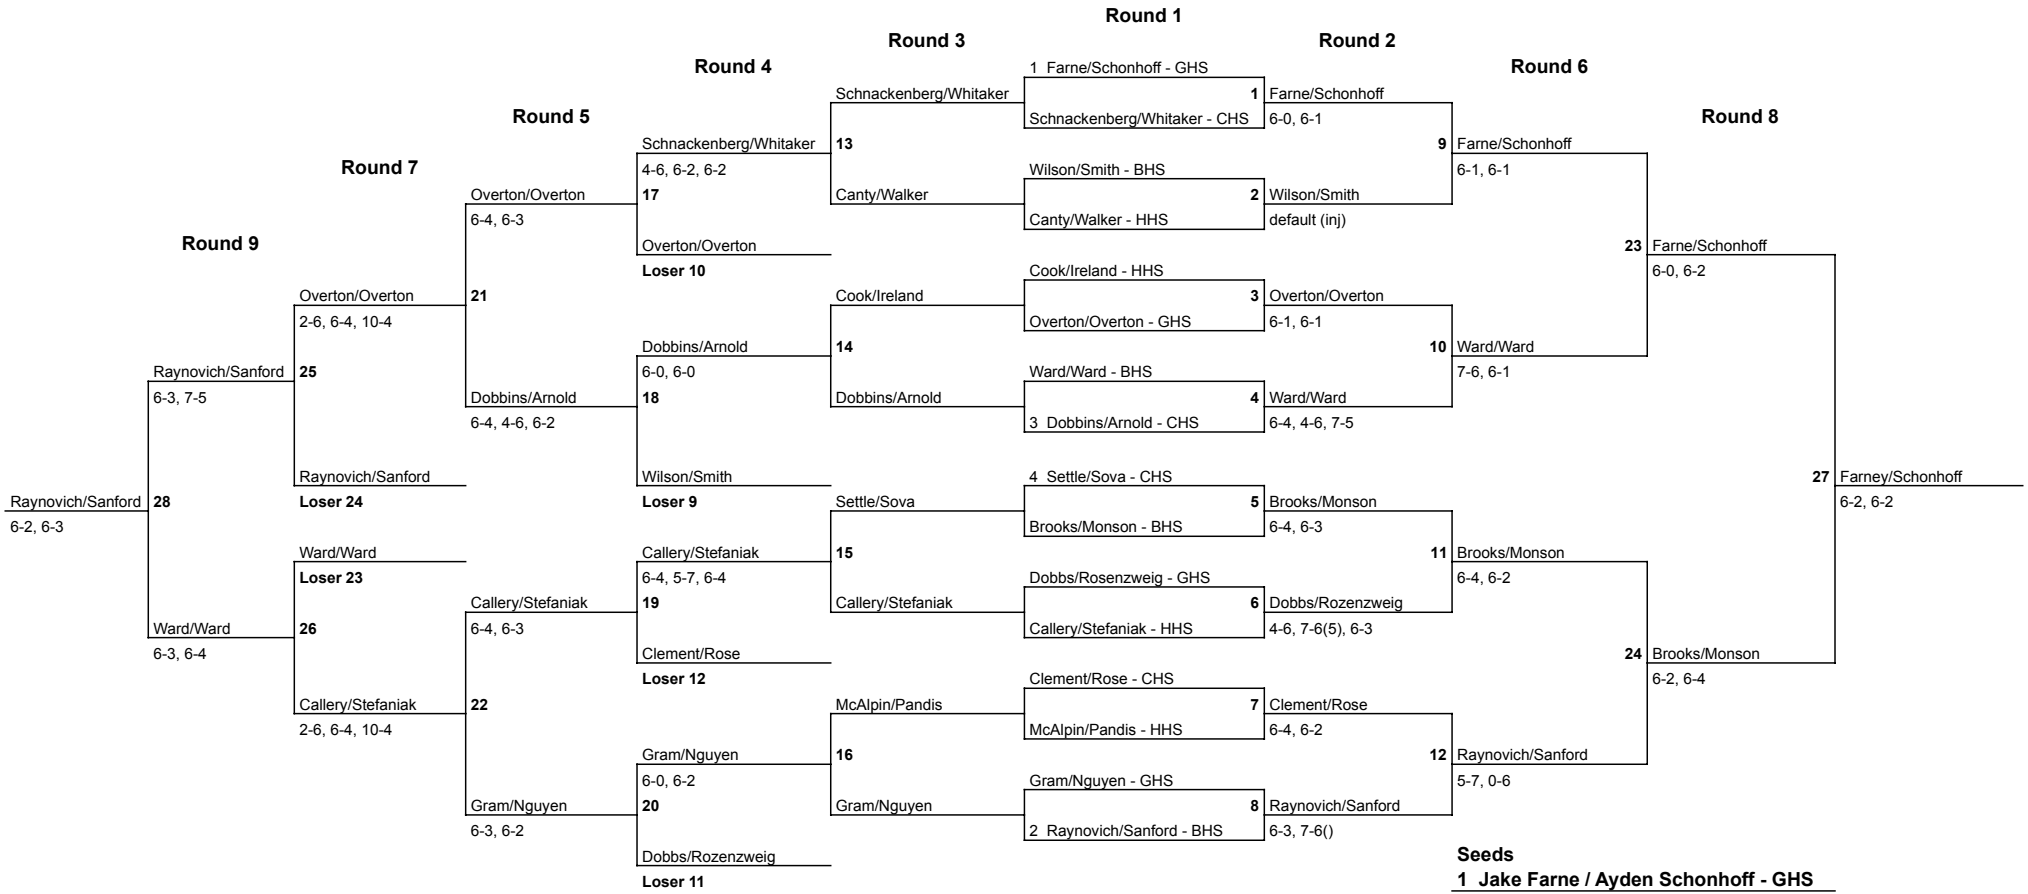 Round 1
Round 3
Round 2
Round 4
1 Farne/Schonhoff - GHS
Round 6
Schnackenberg/Whitaker
1 Farne/Schonhoff
Round 5
Schnackenberg/Whitaker - CHS
6-0, 6-1
Round 8
Schnackenberg/Whitaker
13
9 Farne/Schonhoff
Round 7
4-6, 6-2, 6-2
Wilson/Smith - BHS
6-1, 6-1
Overton/Overton
17
Canty/Walker
2 Wilson/Smith
6-4, 6-3
Canty/Walker - HHS
default (inj)
Round 9
Overton/Overton
23 Farne/Schonhoff
Loser 10
Cook/Ireland - HHS
6-0, 6-2
Overton/Overton
21
Cook/Ireland
3 Overton/Overton
2-6, 6-4, 10-4
Overton/Overton - GHS
6-1, 6-1
Dobbins/Arnold
14
10 Ward/Ward
Raynovich/Sanford
25
6-0, 6-0
Ward/Ward - BHS
7-6, 6-1
6-3, 7-5
Dobbins/Arnold
18
Dobbins/Arnold
4 Ward/Ward
6-4, 4-6, 6-2
3 Dobbins/Arnold - CHS
6-4, 4-6, 7-5
Raynovich/Sanford
Wilson/Smith
4 Settle/Sova - CHS
27 Farney/Schonhoff
Raynovich/Sanford
28
Loser 24
Loser 9
Settle/Sova
5 Brooks/Monson
6-2, 6-2
6-2, 6-3
Brooks/Monson - BHS
6-4, 6-3
Ward/Ward
Callery/Stefaniak
15
11 Brooks/Monson
Loser 23
6-4, 5-7, 6-4
Dobbs/Rosenzweig - GHS
6-4, 6-2
Callery/Stefaniak
19
Callery/Stefaniak
6 Dobbs/Rozenzweig
Ward/Ward
26
6-4, 6-3
Callery/Stefaniak - HHS
4-6, 7-6(5), 6-3
6-3, 6-4
Clement/Rose
24 Brooks/Monson
Loser 12
Clement/Rose - CHS
6-2, 6-4
Callery/Stefaniak
22
McAlpin/Pandis
7 Clement/Rose
2-6, 6-4, 10-4
McAlpin/Pandis - HHS
6-4, 6-2
Gram/Nguyen
16
12 Raynovich/Sanford
6-0, 6-2
Gram/Nguyen - GHS
5-7, 0-6
Gram/Nguyen
20
Gram/Nguyen
8 Raynovich/Sanford
6-3, 6-2
2 Raynovich/Sanford - BHS
6-3, 7-6()
Dobbs/Rozenzweig
Seeds
Loser 11
1 Jake Farne / Ayden Schonhoff - GHS